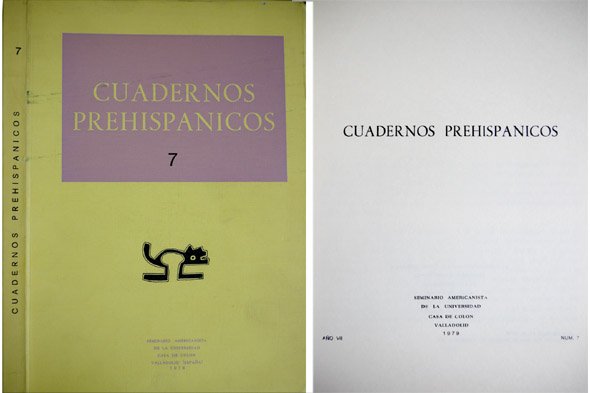 7
CUADERNOS PREHISPANICOS
CUADERNOS
PREHISPANICOS
7
SEMINARIO AMERICANISTA
DE LA UNIVERSIDAD
CASA DE COLON
VALLADOLID (ESPAÑA)
CUADERNOS PREHISPANICOS
SEMINARIO AMERICANISTA
DE LA UNIVERSIDAD
CASA DE COLON
VALLADOLID
1979
AÑO VII
NUM. 7